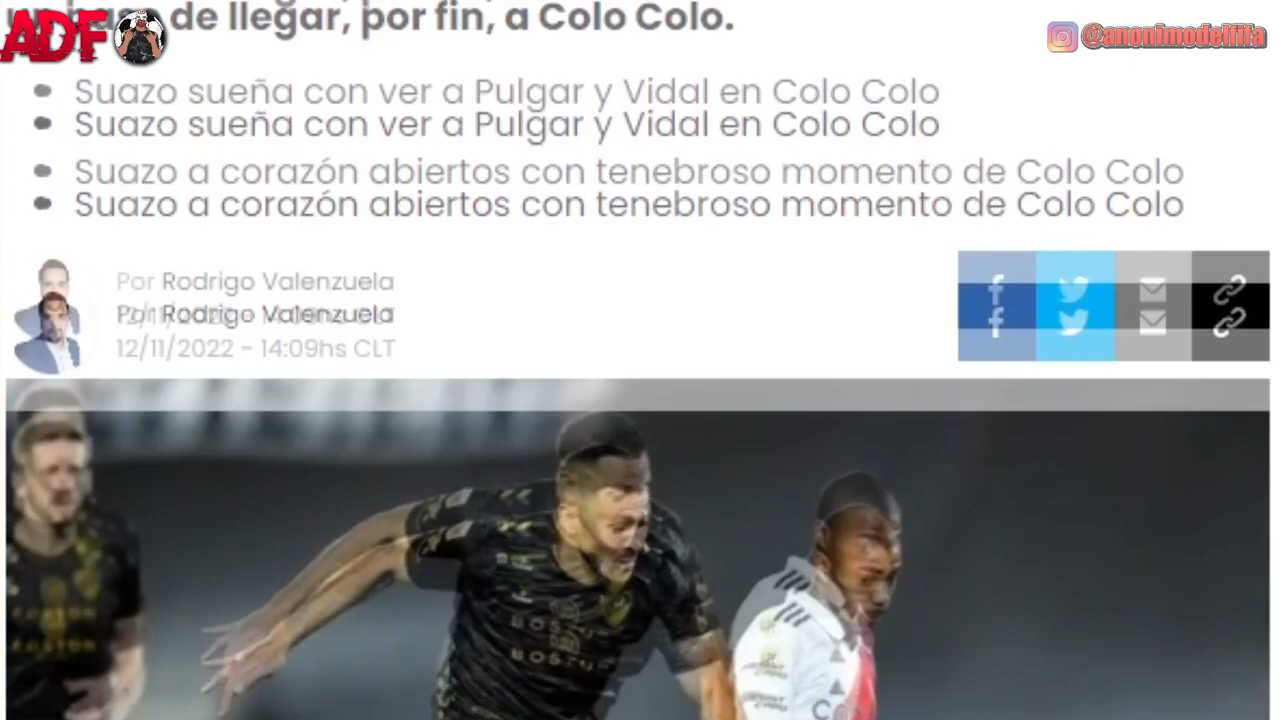 de llegar, por fin, a Colo Colo.
ADF
@anonimodelfifa
Suazo sueña con ver a Pulgar y Vidal en Colo Colo
Suazo sueña con ver a Pulgar y Vidal en Colo Colo
Suazo a corazón abiertos con tenebroso momento de Colo Colo
Suazo a corazón abiertos con tenebroso momento de Colo Colo
Por Rodrigo Valenzuela
Por Rodrigo Valenzuela
12/11/2022 - 14:09hs CLT
BOSTON